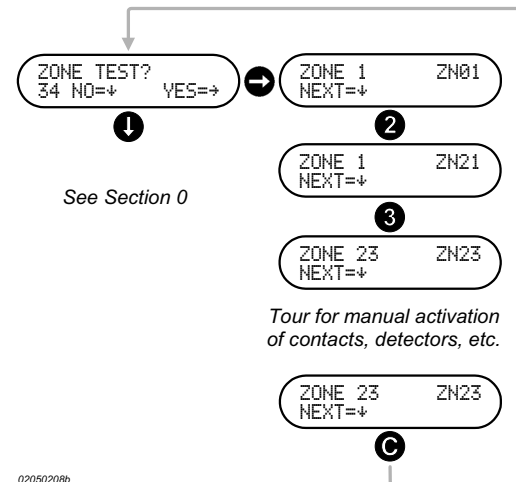 ZONE TEST?
34 NO=↓ YES=→
See Section 0
ZONE 1 ZN01
NEXT=↓
2
ZONE 1 ZN21
NEXT=↓
3
ZONE 23 ZN23
NEXT=↓
Tour for manual activation
of contacts, detectors, etc.
ZONE 23 ZN23
NEXT=↓
C
02050208b